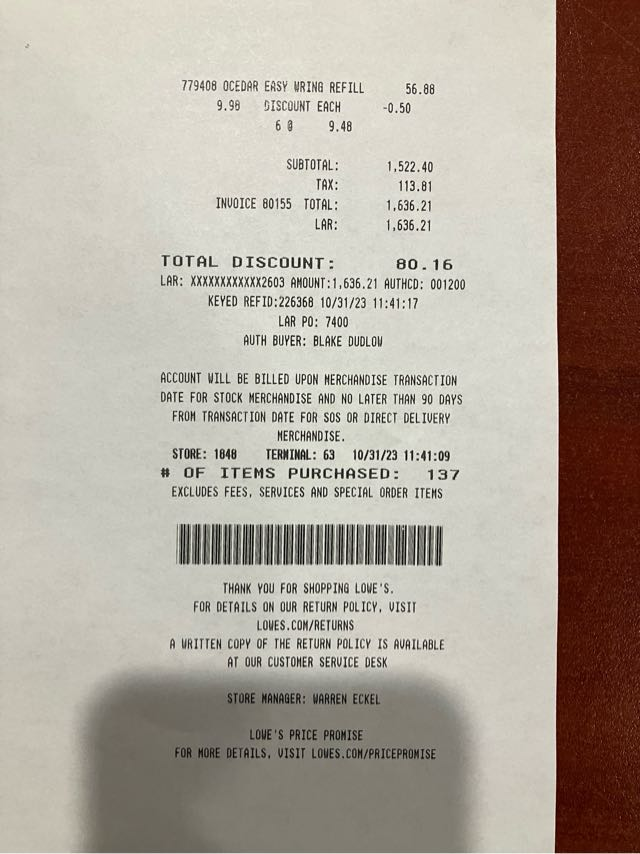 779408 OCEDAR EASY WRING REFILL 56.88
9.98 DISCOUNT EACH -0.50
6 @ 9.48
SUBTOTAL: 1,522.40
TAX: 113.81
INVOICE 80155 TOTAL: 1,636.21
LAR: 1,636.21
TOTAL DISCOUNT: 80.16
LAR: XXXXXXXXXXXX2603 AMOUNT:1,636.21 AUTHCD: 001200
KEYED REFID:226368 10/31/23 11:41:17
LAR PO: 7400
AUTH BUYER: BLAKE DUDLOW
ACCOUNT WILL BE BILLED UPON MERCHANDISE TRANSACTION
DATE FOR STOCK MERCHANDISE AND NO LATER THAN 90 DAYS
FROM TRANSACTION DATE FOR SOS OR DIRECT DELIVERY
MERCHANDISE.
STORE: 1848 TERMINAL: 63 10/31/23 11:41:09
# OF ITEMS PURCHASED: 137
EXCLUDES FEES, SERVICES AND SPECIAL ORDER ITEMS
THANK YOU FOR SHOPPING LOWE'S.
FOR DETAILS ON OUR RETURN POLICY, VISIT
LOWES.COM/RETURNS
A WRITTEN COPY OF THE RETURN POLICY IS AVAILABLE
AT OUR CUSTOMER SERVICE DESK
STORE MANAGER: WARREN ECKEL
LOWE'S PRICE PROMISE
FOR MORE DETAILS, VISIT LOWES.COM/PRICEPROMISE